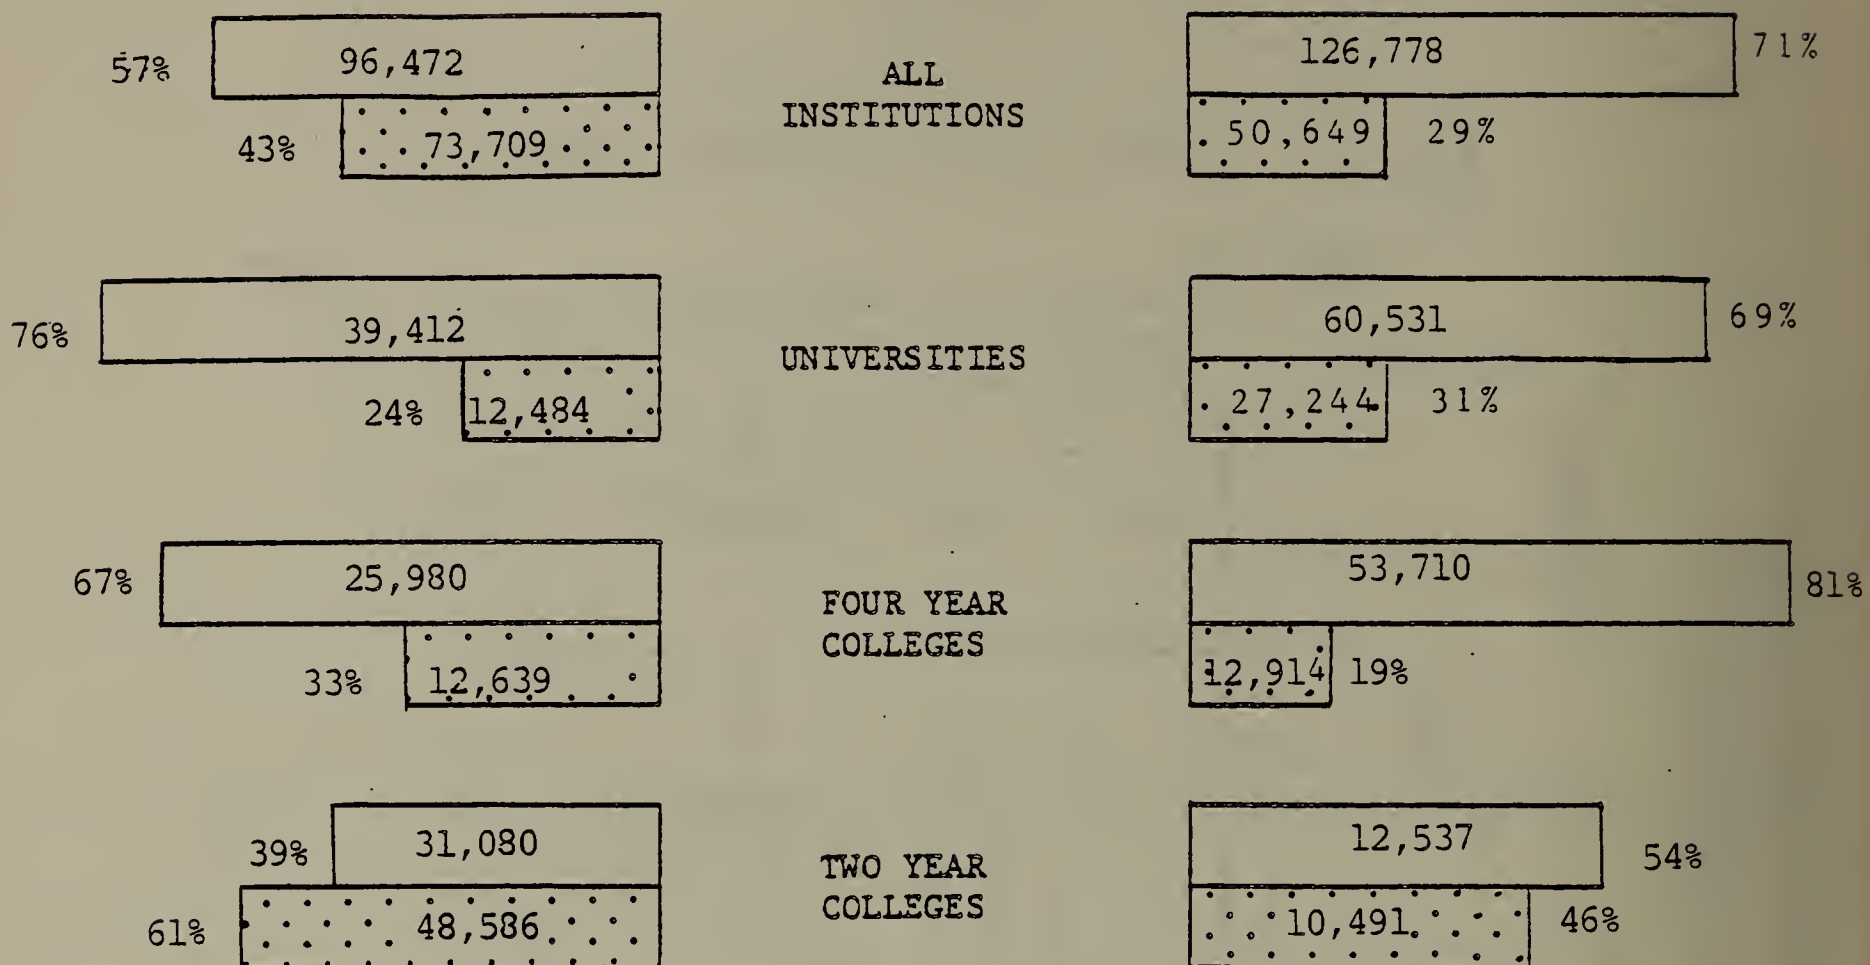 57% 96,472 ALL 126,778 71%
43% 73,709 INSTITUTIONS 50,649 29%
76% 39,412 UNIVERSITIES 60,531 69%
24% 12,484 27,244 31%
67% 25,980 FOUR YEAR 53,710 81%
33% 12,639 COLLEGES 12,914 19%
39% 31,080 TWO YEAR 12,537 54%
61% 48,586 COLLEGES 10,491 46%